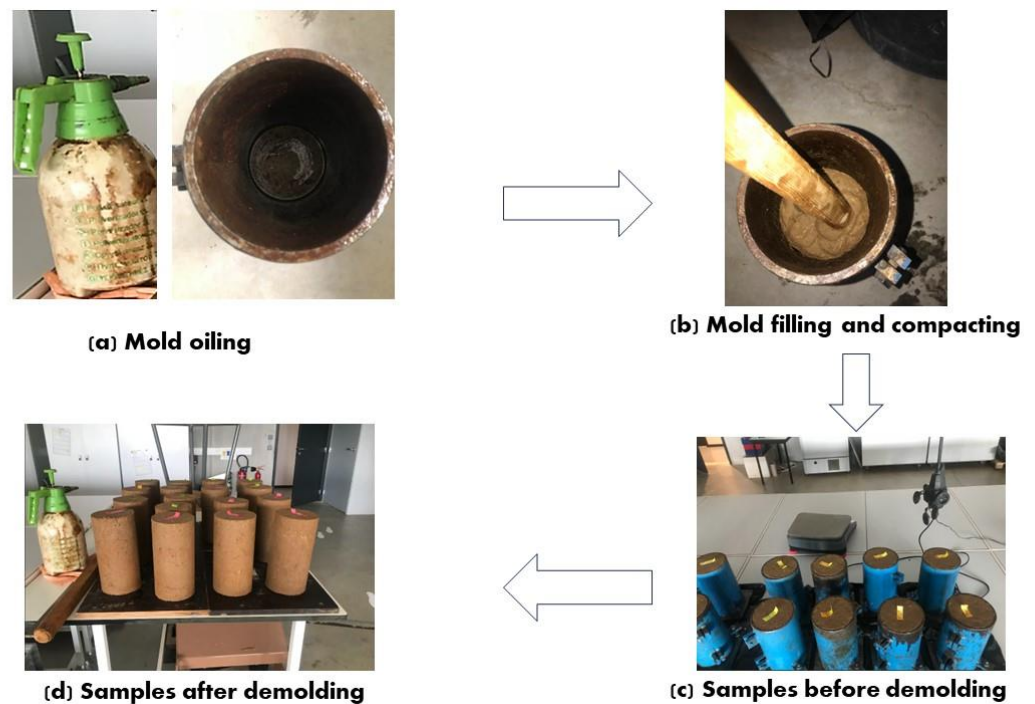 (a) Mold oiling
(b) Mold filling and compacting
(c) Samples before demolding
(d) Samples after demolding